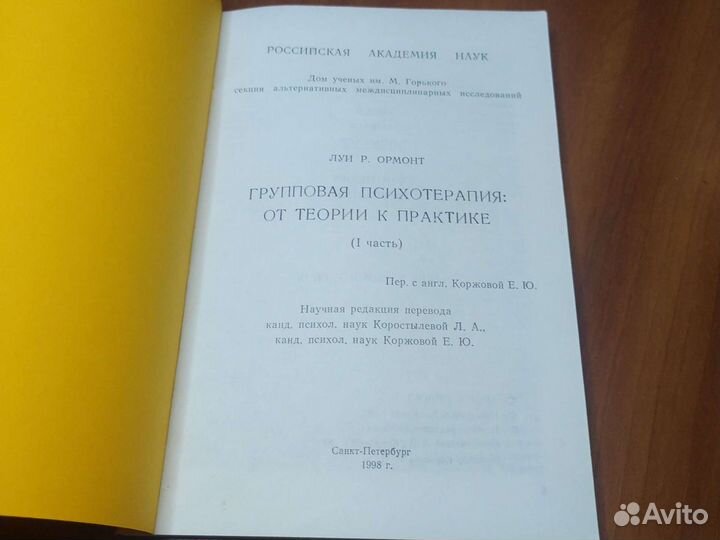 РОССИЙСКАЯ АКАДЕМИЯ НАУК
Дом ученых им. М. Горького
секция альтернативных междисциплинарных исследований
ЛУИ Р. ОРМОНТ
ГРУППОВАЯ ПСИХОТЕРАПИЯ:
ОТ ТЕОРИИ К ПРАКТИКЕ
(I часть)
Пер. с англ. Коржовой Е. Ю.
Научная редакция перевода
канд. психол. наук Коростылевой Л. А.,
канд. психол. наук Коржовой Е. Ю.
Санкт-Петербург
1998 г.
Avito